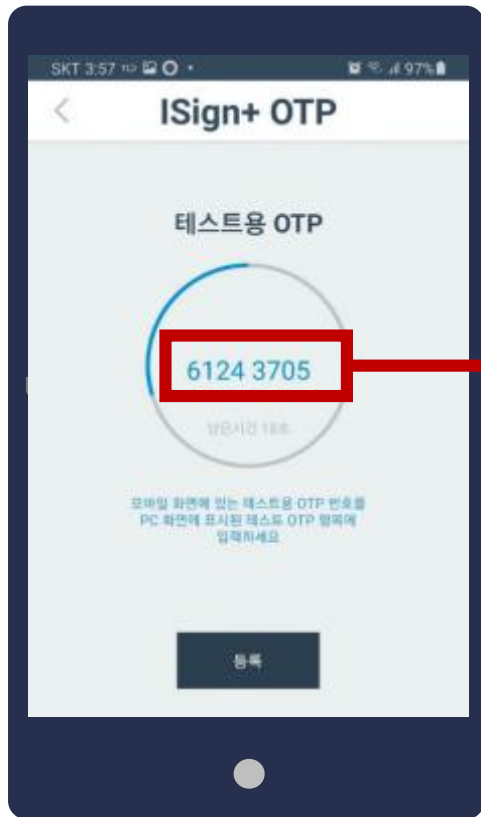 SKT 3:57
97%
ISign+ OTP
테스트용 OTP
6124 3705
남은시간 18초
모바일 화면에 있는 테스트용 OTP 번호를
PC 화면에 표시된 테스트 OTP 항목에
입력하세요
등록